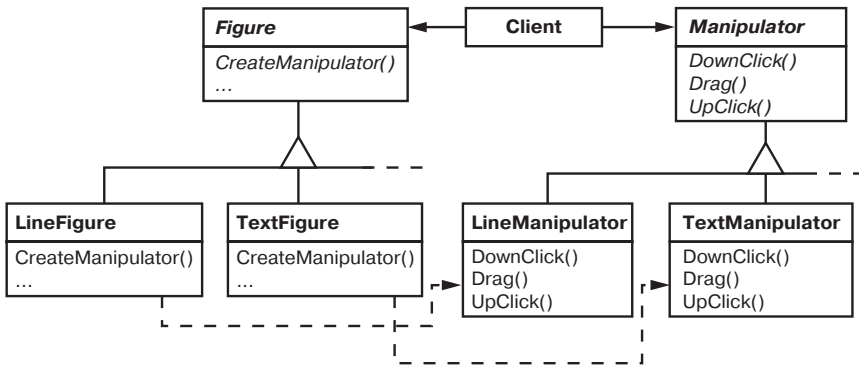 Figure
CreateManipulator()
...
Client
Manipulator
DownClick()
Drag()
UpClick()
LineFigure
CreateManipulator()
...
TextFigure
CreateManipulator()
...
LineManipulator
DownClick()
Drag()
UpClick()
TextManipulator
DownClick()
Drag()
UpClick()